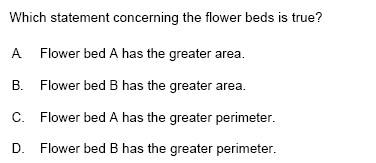 Which statement concerning the flower beds is true?
A. Flower bed A has the greater area.
B. Flower bed B has the greater area.
C. Flower bed A has the greater perimeter.
D. Flower bed B has the greater perimeter.